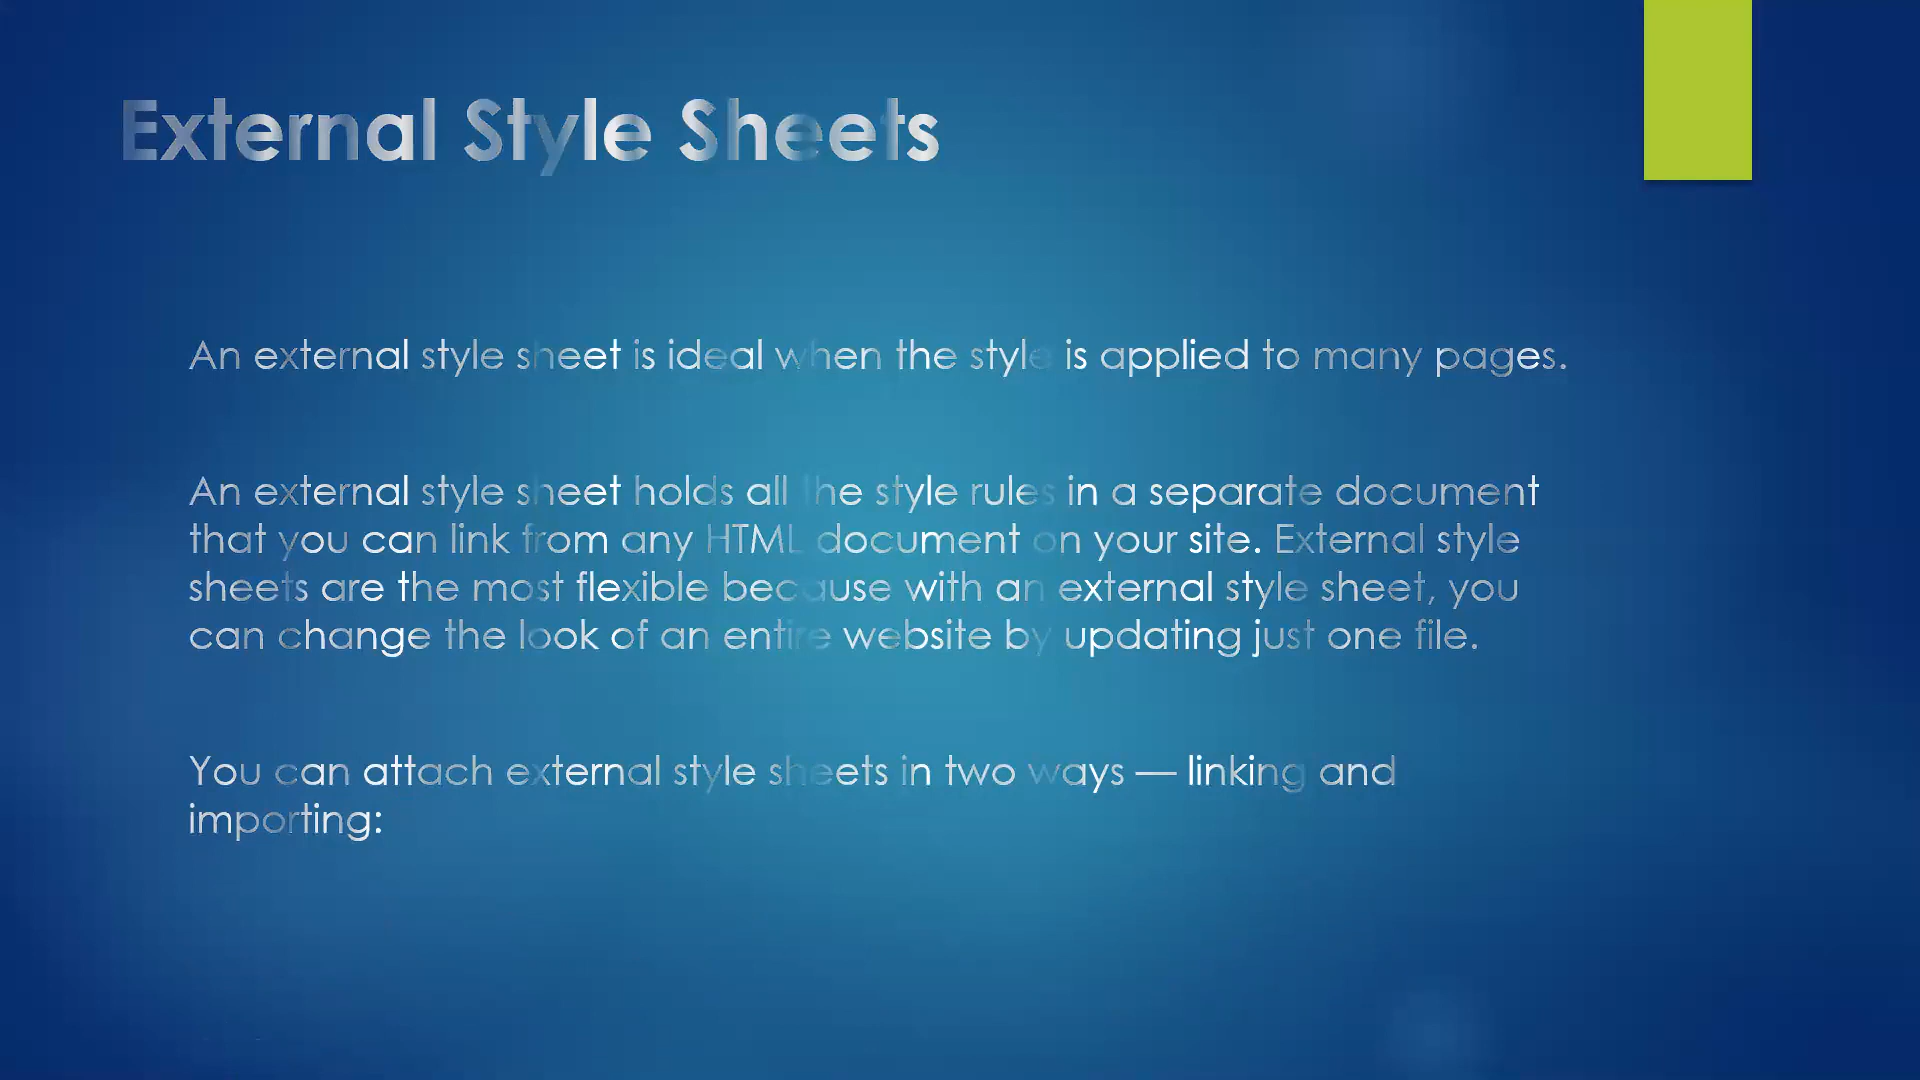 External Style Sheets
An external style sheet is ideal when the style is applied to many pages.
An external style sheet holds all the style rules in a separate document
that you can link from any HTML document on your site. External style
sheets are the most flexible because with an external style sheet, you
can change the look of an entire website by updating just one file.
You can attach external style sheets in two ways — linking and
importing: